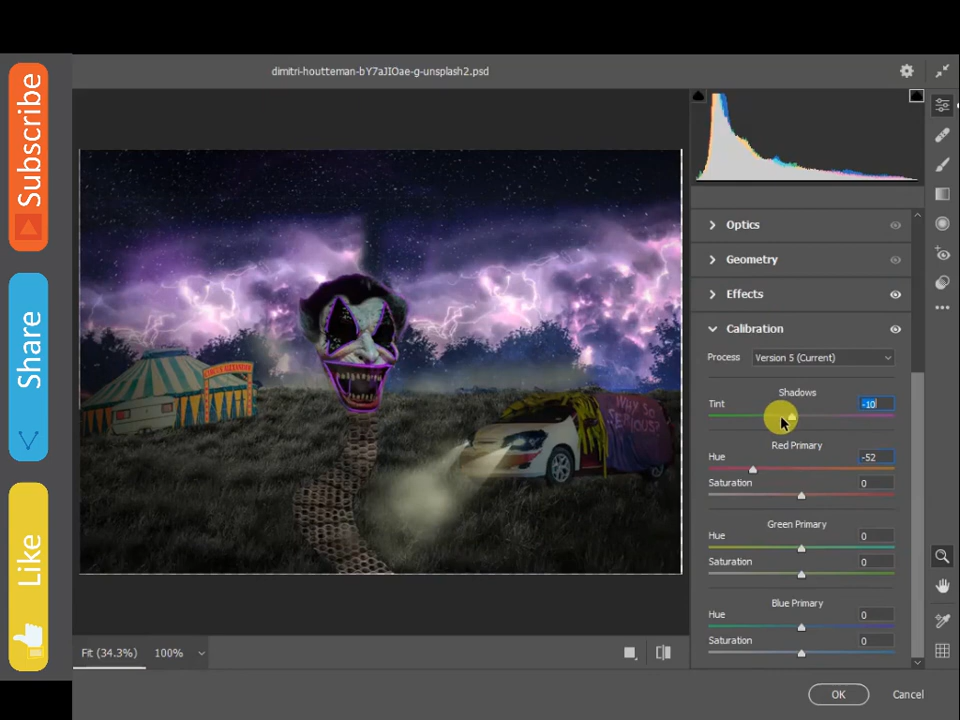 dimitri-houtteman-bY7aJIOae-g-unsplash2.psd
Subscribe
Share
Like
CIRCUS ALEXANDER
WHY SO
SERIOUS?
Optics
Geometry
Effects
Calibration
Process Version 5 (Current)
Shadows
Tint -10
Red Primary
Hue -52
Saturation 0
Green Primary
Hue 0
Saturation 0
Blue Primary
Hue 0
Saturation 0
Fit (34.3%) 100%
OK Cancel